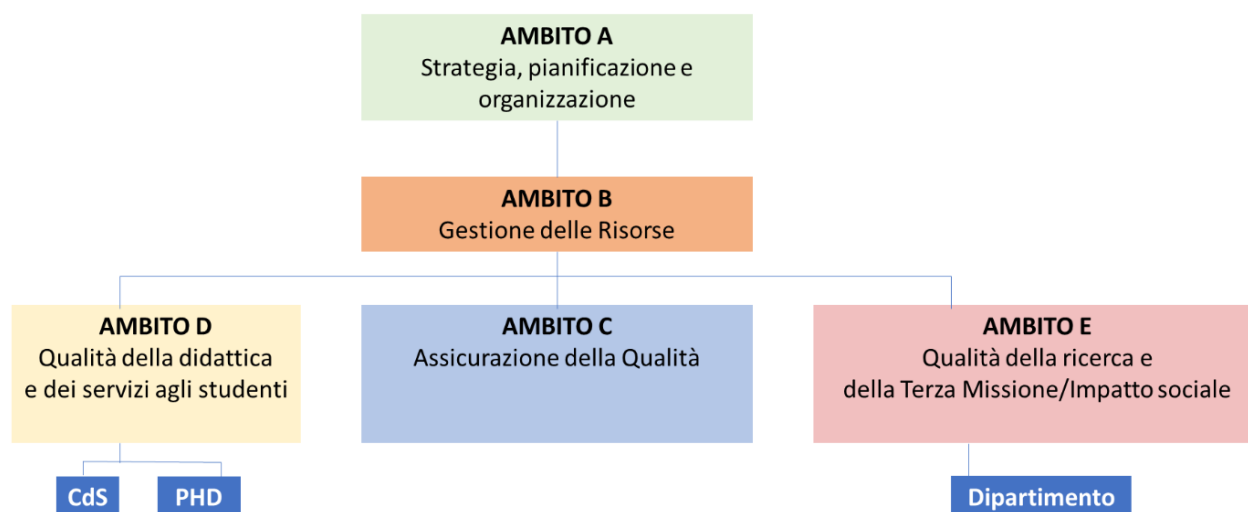 AMBITO A
Strategia, pianificazione e
organizzazione
AMBITO B
Gestione delle Risorse
AMBITO D
Qualità della didattica
e dei servizi agli studenti
AMBITO C
Assicurazione della Qualità
AMBITO E
Qualità della ricerca e
della Terza Missione/Impatto sociale
CdS
PHD
Dipartimento